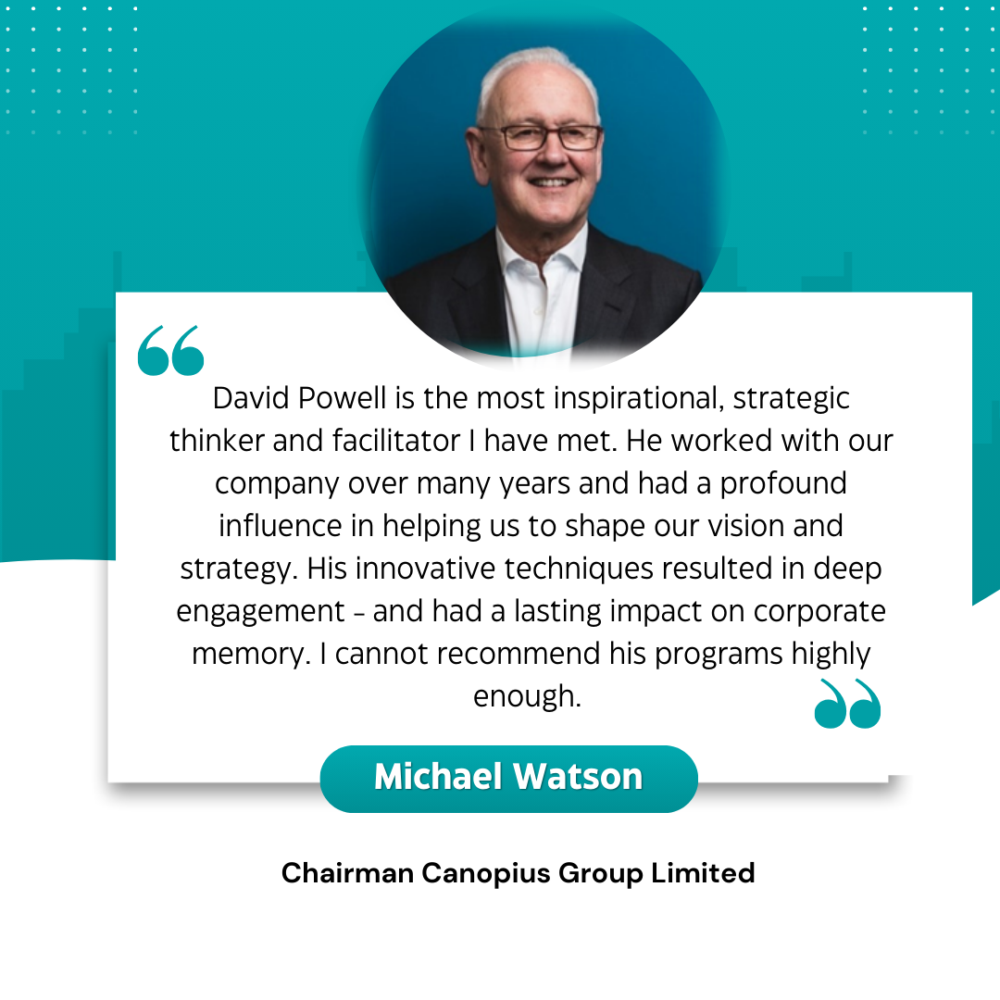 “
David Powell is the most inspirational, strategic
thinker and facilitator I have met. He worked with our
company over many years and had a profound
influence in helping us to shape our vision and
strategy. His innovative techniques resulted in deep
engagement – and had a lasting impact on corporate
memory. I cannot recommend his programs highly
enough.
”
Michael Watson
Chairman Canopius Group Limited